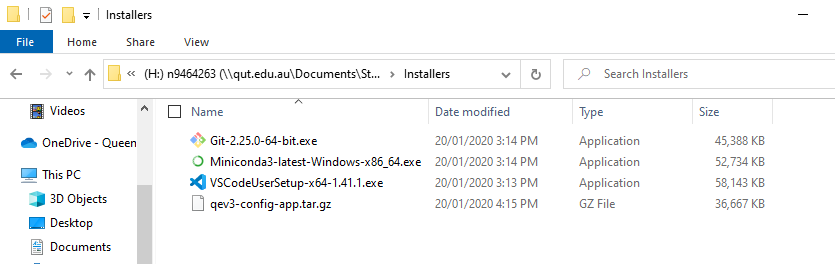 Installers
File Home Share View
(H:) n9464263 (\\qut.edu.au\Documents\St... Installers Search Installers
Name Date modified Type Size
Videos
OneDrive - Queen
This PC
3D Objects
Desktop
Documents
Git-2.25.0-64-bit.exe 20/01/2020 3:14 PM Application 45,388 KB
Miniconda3-latest-Windows-x86_64.exe 20/01/2020 3:14 PM Application 52,734 KB
VSCodeUserSetup-x64-1.41.1.exe 20/01/2020 3:13 PM Application 58,143 KB
qev3-config-app.tar.gz 20/01/2020 4:15 PM GZ File 36,667 KB